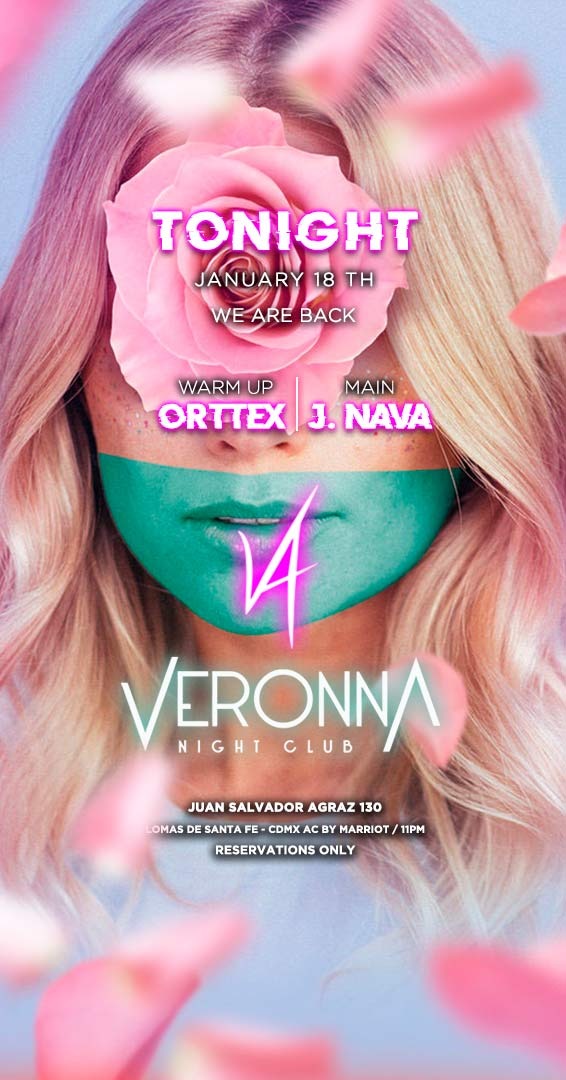 TONIGHT
JANUARY 18 TH
WE ARE BACK
WARM UP | MAIN
ORTTEX | J. NAVA
VERONNA
NIGHT CLUB
JUAN SALVADOR AGRAZ 130
LOMAS DE SANTA FE - CDMX AC BY MARRIOT / 11PM
RESERVATIONS ONLY